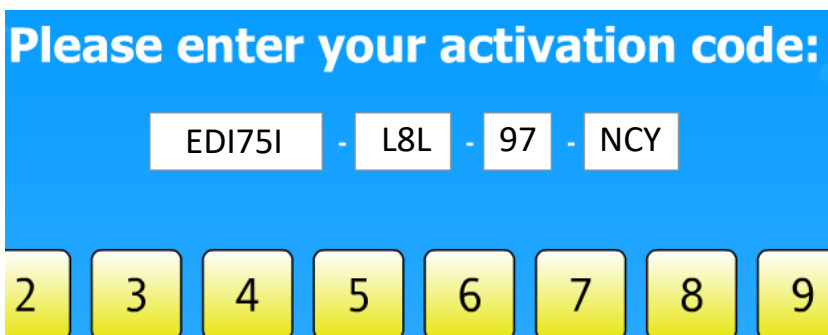 Please enter your activation code:
EDI75I - L8L - 97 - NCY
2 3 4 5 6 7 8 9